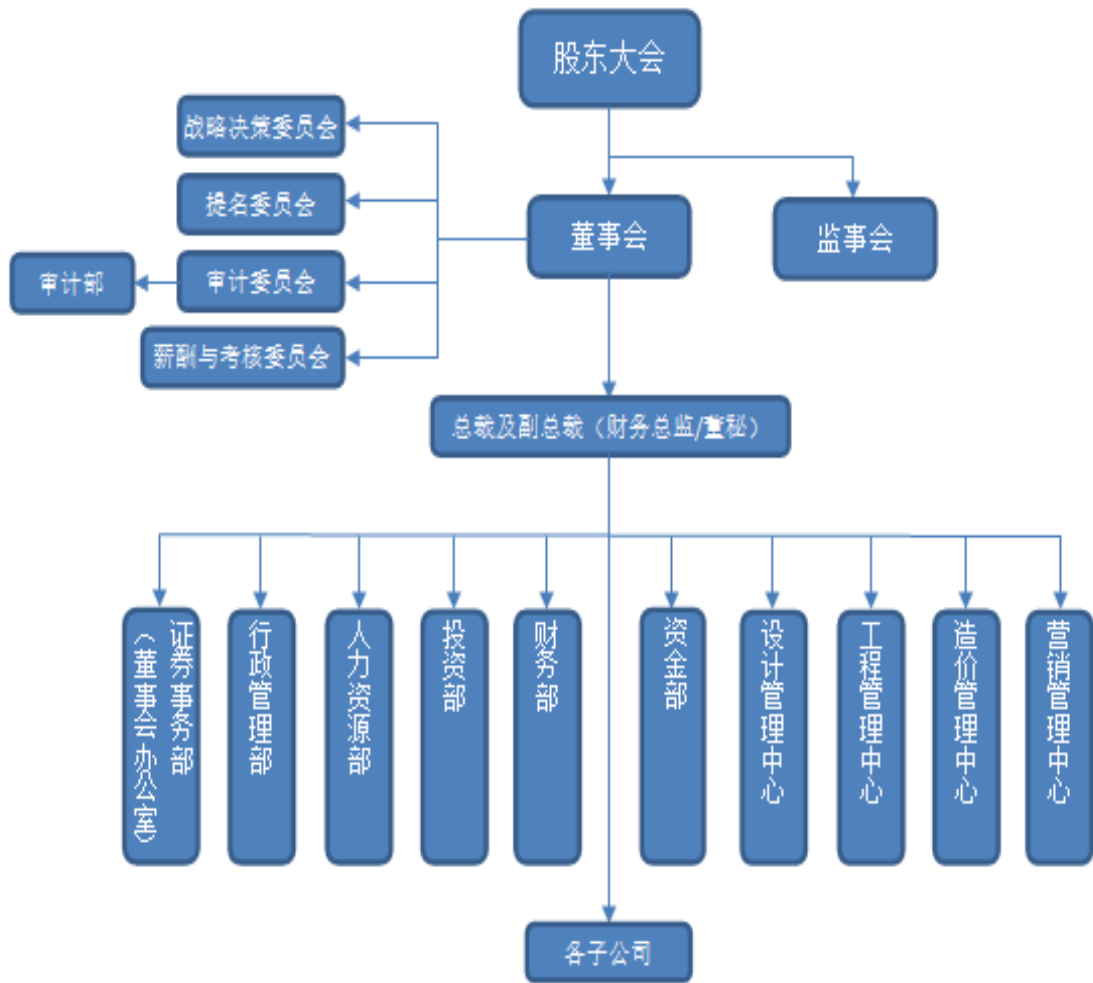 股东大会
战略决策委员会
提名委员会
董事会
监事会
审计部
审计委员会
薪酬与考核委员会
总裁及副总裁（财务总监/董秘）
证券事务部
（董事会办公室）
行政管理部
人力资源部
投资部
财务部
资金部
设计管理中心
工程管理中心
造价管理中心
营销管理中心
各子公司